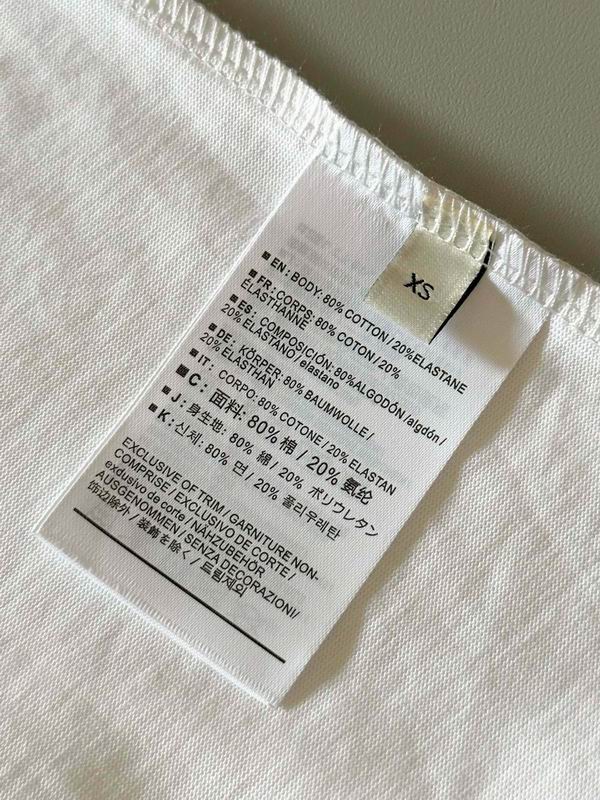 XS
EN: BODY: 80% COTTON / 20%ELASTANE
FR: CORPS: 80% COTON / 20%
ÉLASTHANNE
ES: COMPOSICIÓN: 80%ALGODÓN /algdón /
20% ELASTANO / elastano
DE: KÖRPER: 80% BAUMWOLLE /
20% ELASTHAN
IT: CORPO: 80% COTONE / 20% ELASTAN
C: 面料: 80% 棉 / 20% 氨纶
J: 身生地: 80% 綿 / 20% ポリウレタン
K: 신체: 80% 면 / 20% 폴리우레탄
EXCLUSIVE OF TRIM / GARNITURE NON-
COMPRISE / EXCLUSIVO DE CORTE /
exdusivo de corte / NÄHZUBEHÖR
AUSGENOMMEN / SENZA DECORAZIONI /
饰边除外 / 装飾を除く / 트림제외